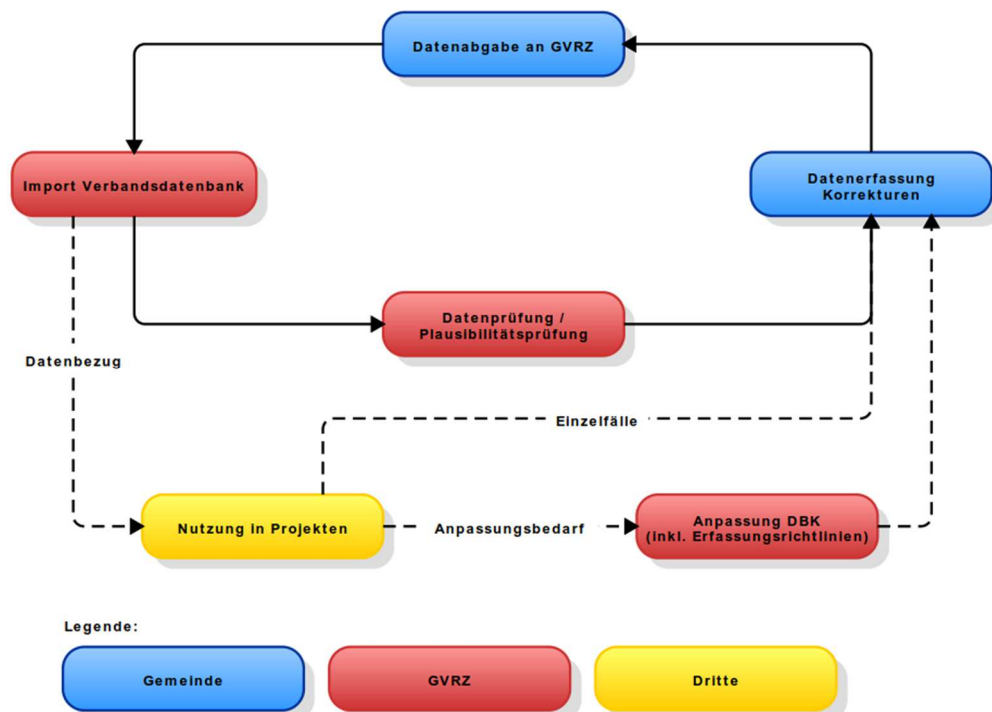 Datenabgabe an GVRZ
Import Verbandsdatenbank
Datenerfassung
Korrekturen
Datenprüfung /
Plausibilitätsprüfung
Datenbezug
Einzelfälle
Nutzung in Projekten
Anpassungsbedarf
Anpassung DBK
(inkl. Erfassungsrichtlinien)
Legende:
Gemeinde
GVRZ
Dritte